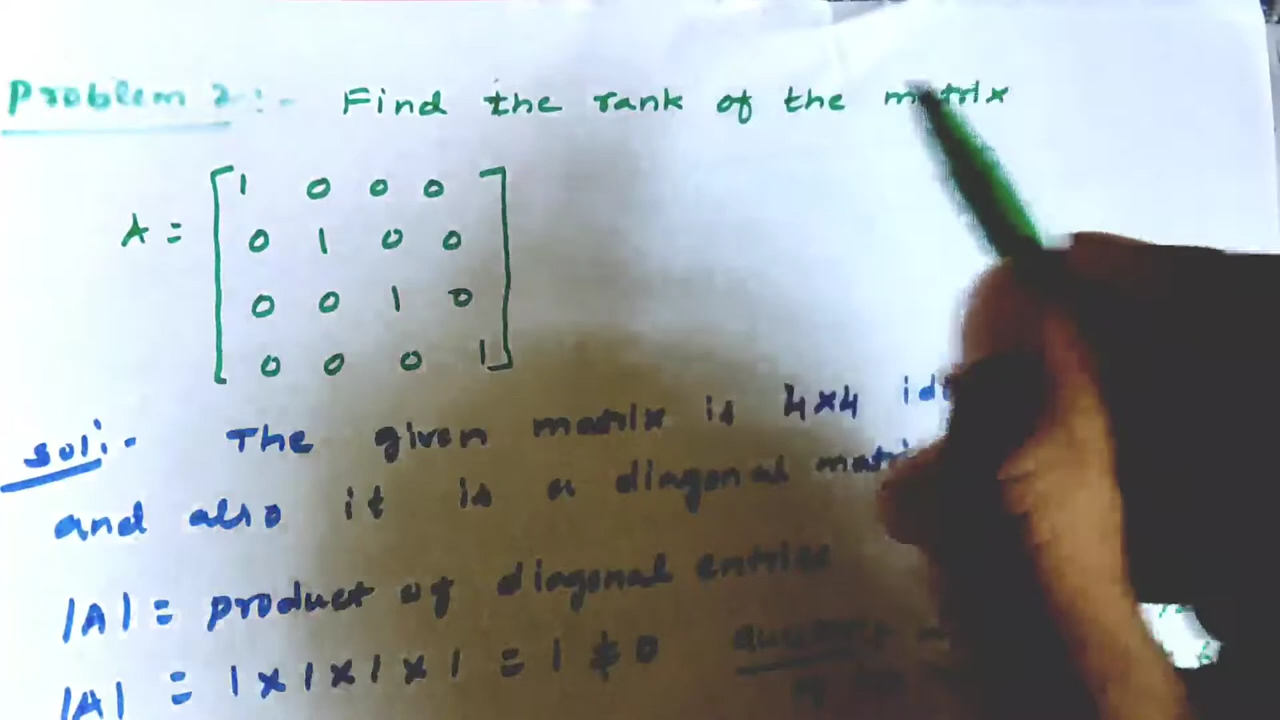 Problem 2:- Find the rank of the matrix
A = [1 0 0 0
0 1 0 0
0 0 1 0
0 0 0 1]
Sol:- The given matrix is 4x4
and also it is a diagonal
|A| = product of diagonal entries
|A| = 1 x 1 x 1 x 1 = 1 ≠ 0